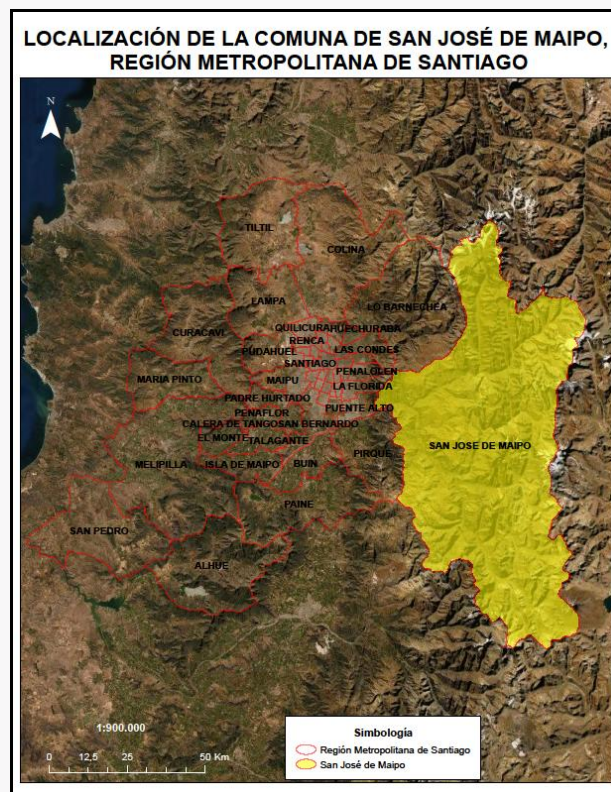 LOCALIZACIÓN DE LA COMUNA DE SAN JOSÉ DE MAIPO,
REGIÓN METROPOLITANA DE SANTIAGO
N
TILTIL
COLINA
LAMPA
LO BARNECHEA
CURACAVI
QUILICURA
HUECHURABA
RENCA
PUDAHUEL
LAS CONDES
SANTIAGO
PENALOLEN
MARIA PINTO
MAIPU
LA FLORIDA
PADRE HURTADO
PUENTE ALTO
PENAFLOR
CALERA DE TANGO
SAN BERNARDO
EL MONTE
TALAGANTE
SAN JOSE DE MAIPO
PIRQUE
MELIPILLA
ISLA DE MAIPO
BUIN
PAINE
SAN PEDRO
ALHUE
1:900.000
0 12,5 25 50 Km
Simbología
Región Metropolitana de Santiago
San José de Maipo